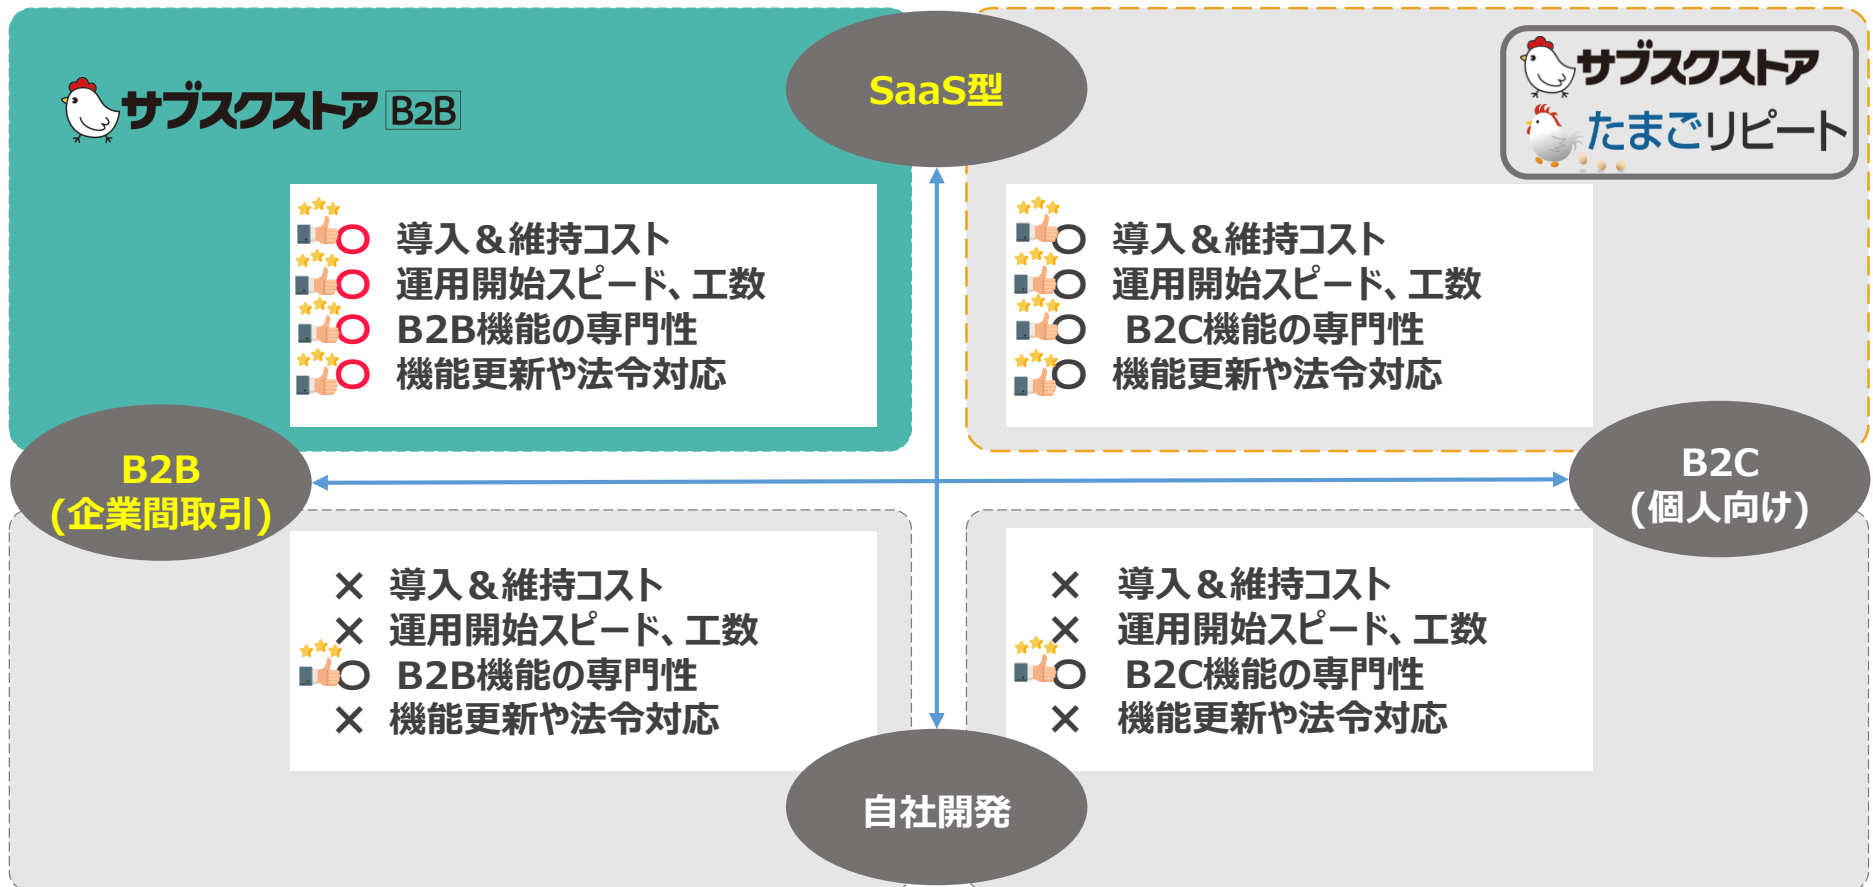 SaaS型
サブスクストア B2B
サブスクストア
たまごリピート
○ 導入＆維持コスト
○ 運用開始スピード、工数
○ B2B機能の専門性
○ 機能更新や法令対応
○ 導入＆維持コスト
○ 運用開始スピード、工数
○ B2C機能の専門性
○ 機能更新や法令対応
B2B
(企業間取引)
B2C
(個人向け)
× 導入＆維持コスト
× 運用開始スピード、工数
○ B2B機能の専門性
× 機能更新や法令対応
× 導入＆維持コスト
× 運用開始スピード、工数
○ B2C機能の専門性
× 機能更新や法令対応
自社開発